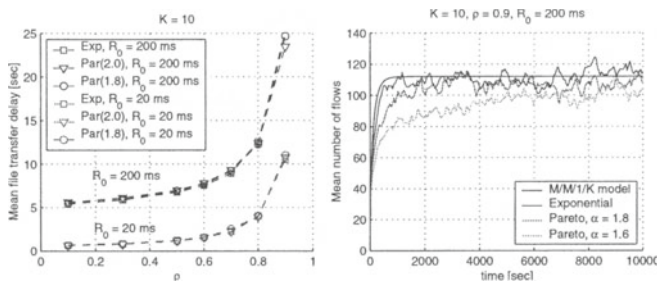 K = 10
Mean file transfer delay [sec]
25
20
15
10
5
0
Exp, R0 = 200 ms
Par(2.0), R0 = 200 ms
Par(1.8), R0 = 200 ms
Exp, R0 = 20 ms
Par(2.0), R0 = 20 ms
Par(1.8), R0 = 20 ms
R0 = 200 ms
R0 = 20 ms
0 0.2 0.4 0.6 0.8 1
ρ
K = 10, ρ = 0.9, R0 = 200 ms
Mean number of flows
140
120
100
80
60
40
20
0
M/M/1/K model
Exponential
Pareto, α = 1.8
Pareto, α = 1.6
0 2000 4000 6000 8000 10000
time [sec]